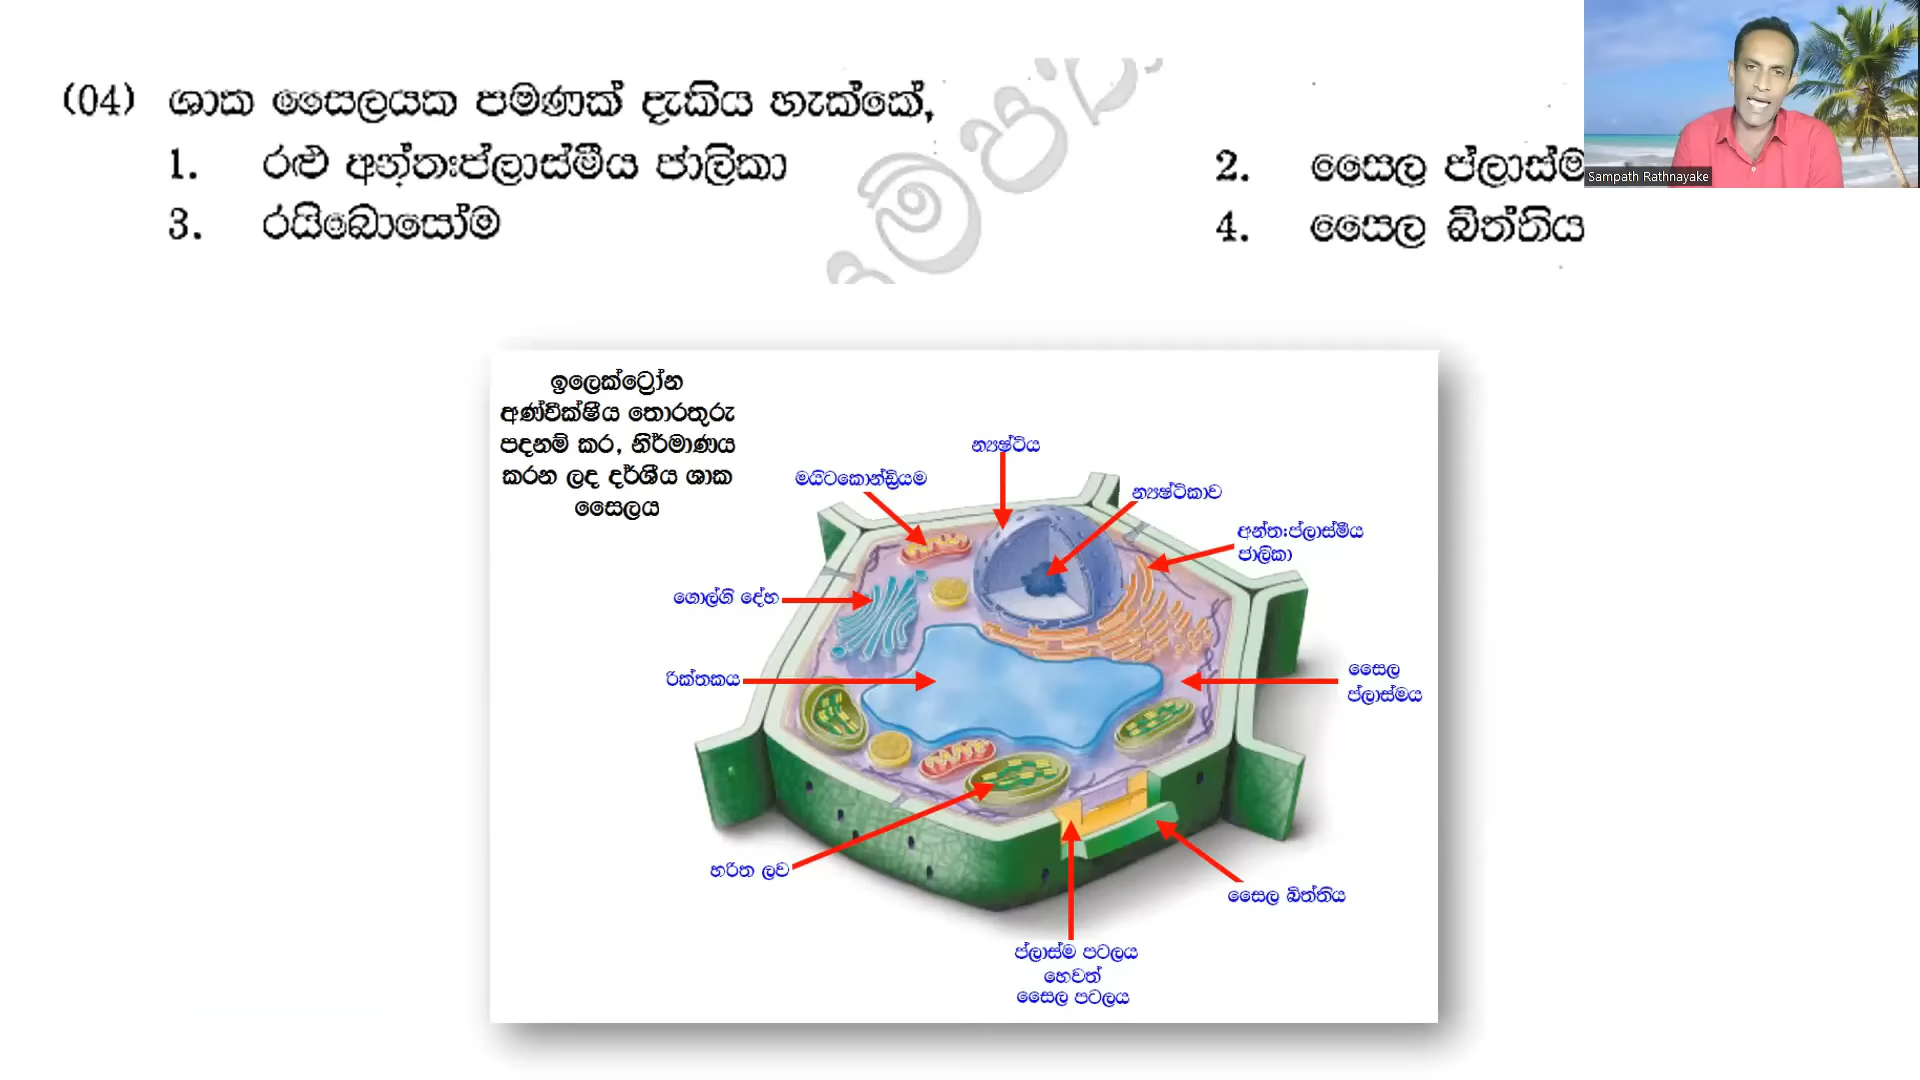 (04) ශාක සෛලයක පමණක් දැකිය හැක්කේ,
1. රළු අන්තඃප්ලාස්මීය ජාලිකා
2. සෛල ප්ලාස්ම
3. රයිබොසෝම
4. සෛල බිත්තිය
Sampath Rathnayake
ඉලෙක්ට්‍රෝන
අණ්වීක්ෂීය තොරතුරු
පදනම් කර, නිර්මාණය
කරන ලද දර්ශීය ශාක
සෛලය
න්‍යෂ්ටිය
මයිටකොන්ඩ්‍රියම
න්‍යෂ්ටිකාව
අන්ත:ප්ලාස්මීය
ජාලිකා
ගොල්ගි දේහ
රික්තකය
සෛල
ප්ලාස්මය
හරිත ලව
සෛල බිත්තිය
ප්ලාස්ම පටලය
හෙවත්
සෛල පටලය